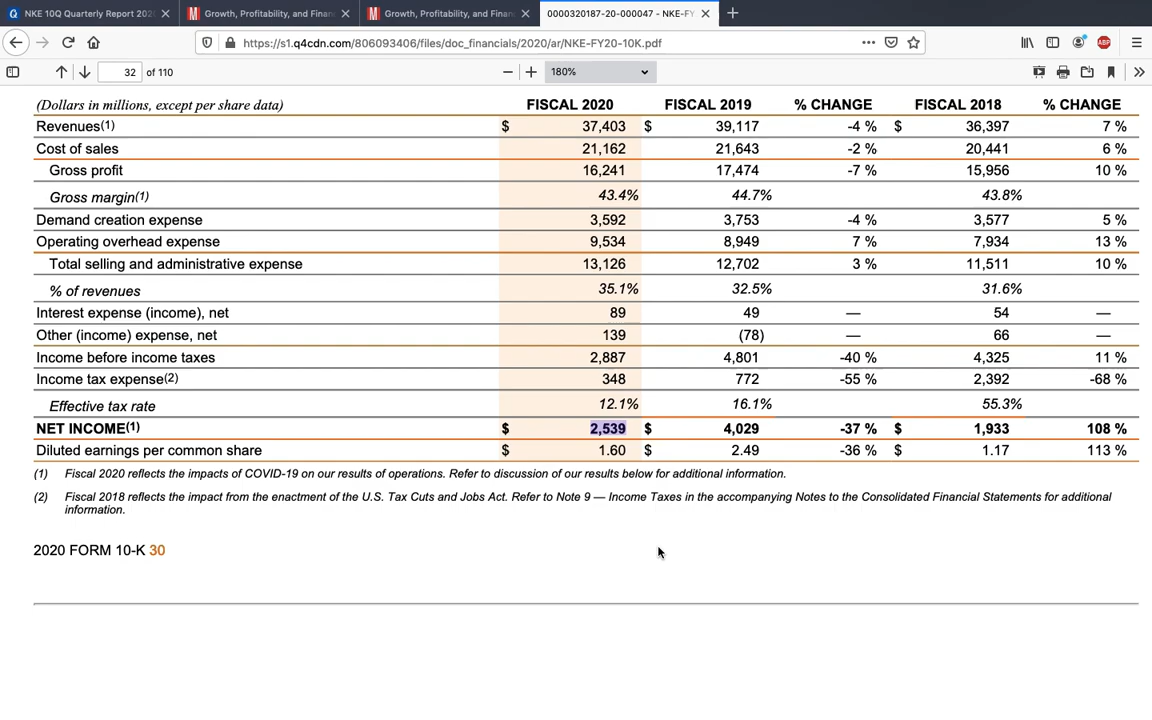 NKE 10Q Quarterly Report 202
Growth, Profitability, and Financ
Growth, Profitability, and Financ
0000320187-20-000047 - NKE-FY
https://s1.q4cdn.com/806093406/files/doc_financials/2020/ar/NKE-FY20-10K.pdf
ABP
32 of 110
180%
(Dollars in millions, except per share data) FISCAL 2020 FISCAL 2019 % CHANGE FISCAL 2018 % CHANGE
Revenues(1) $ 37,403 $ 39,117 -4 % $ 36,397 7 %
Cost of sales 21,162 21,643 -2 % 20,441 6 %
Gross profit 16,241 17,474 -7 % 15,956 10 %
Gross margin(1) 43.4% 44.7% 43.8%
Demand creation expense 3,592 3,753 -4 % 3,577 5 %
Operating overhead expense 9,534 8,949 7 % 7,934 13 %
Total selling and administrative expense 13,126 12,702 3 % 11,511 10 %
% of revenues 35.1% 32.5% 31.6%
Interest expense (income), net 89 49 — 54 —
Other (income) expense, net 139 (78) — 66 —
Income before income taxes 2,887 4,801 -40 % 4,325 11 %
Income tax expense(2) 348 772 -55 % 2,392 -68 %
Effective tax rate 12.1% 16.1% 55.3%
NET INCOME(1) $ 2,539 $ 4,029 -37 % $ 1,933 108 %
Diluted earnings per common share $ 1.60 $ 2.49 -36 % $ 1.17 113 %
(1) Fiscal 2020 reflects the impacts of COVID-19 on our results of operations. Refer to discussion of our results below for additional information.
(2) Fiscal 2018 reflects the impact from the enactment of the U.S. Tax Cuts and Jobs Act. Refer to Note 9 — Income Taxes in the accompanying Notes to the Consolidated Financial Statements for additional
information.
2020 FORM 10-K 30